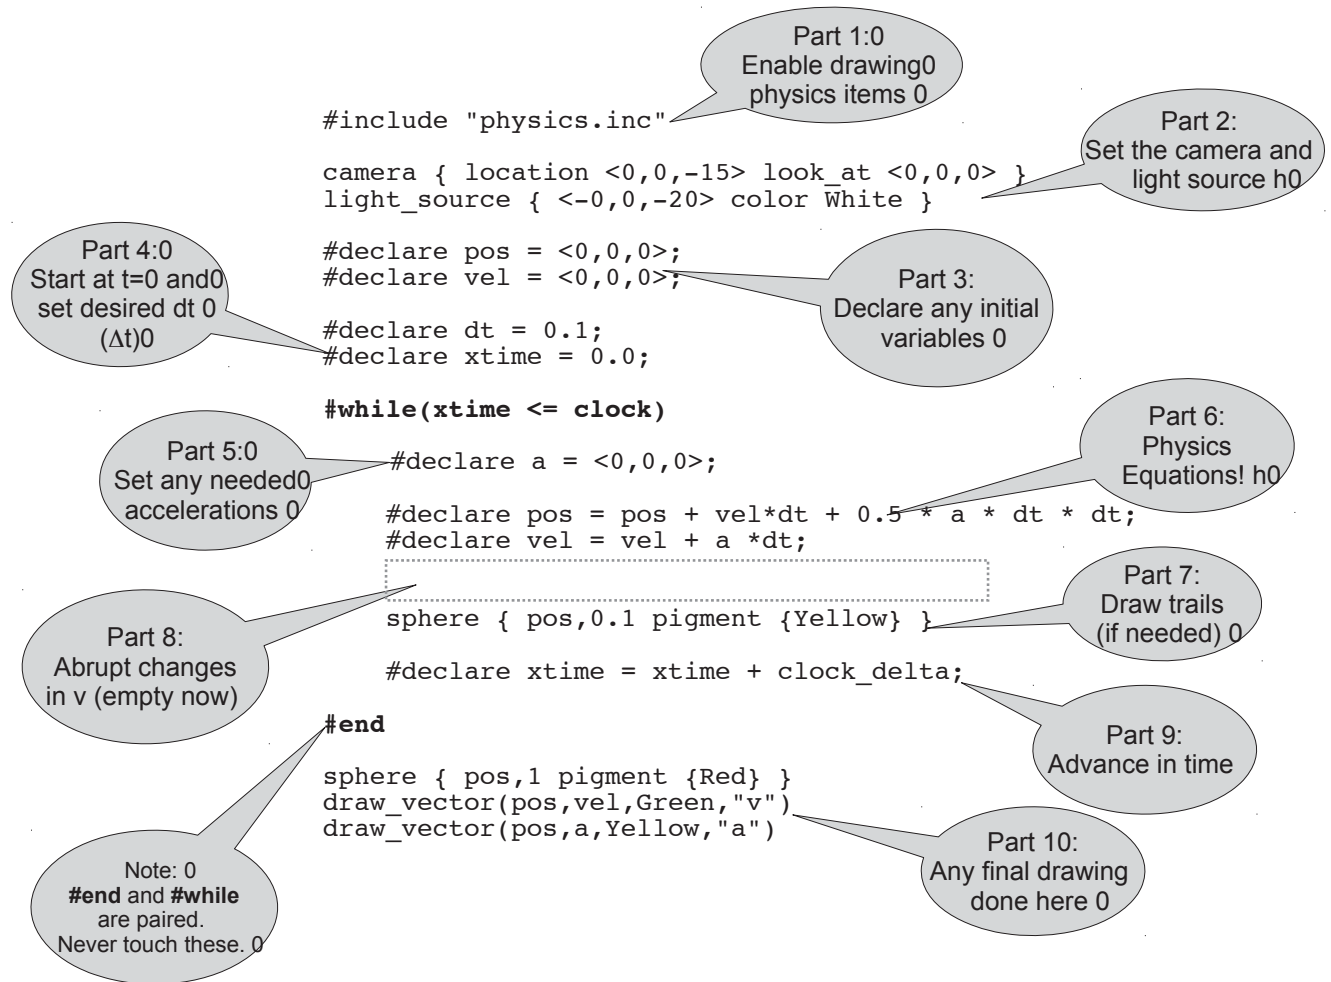 Part 1:0
Enable drawing0
physics items 0
#include "physics.inc"
Part 2:
Set the camera and
light source h0
camera { location <0,0,-15> look_at <0,0,0> }
light_source { <-0,0,-20> color White }
Part 4:0
Start at t=0 and0
set desired dt 0
(Δt)0
#declare pos = <0,0,0>;
#declare vel = <0,0,0>;
Part 3:
Declare any initial
variables 0
#declare dt = 0.1;
#declare xtime = 0.0;
#while(xtime <= clock)
Part 5:0
Set any needed0
accelerations 0
#declare a = <0,0,0>;
Part 6:
Physics
Equations! h0
#declare pos = pos + vel*dt + 0.5 * a * dt * dt;
#declare vel = vel + a *dt;
Part 7:
Draw trails
(if needed) 0
sphere { pos,0.1 pigment {Yellow} }
Part 8:
Abrupt changes
in v (empty now)
#declare xtime = xtime + clock_delta;
Part 9:
Advance in time
#end
sphere { pos,1 pigment {Red} }
draw_vector(pos,vel,Green,"v")
draw_vector(pos,a,Yellow,"a")
Part 10:
Any final drawing
done here 0
Note: 0
#end and #while
are paired.
Never touch these. 0